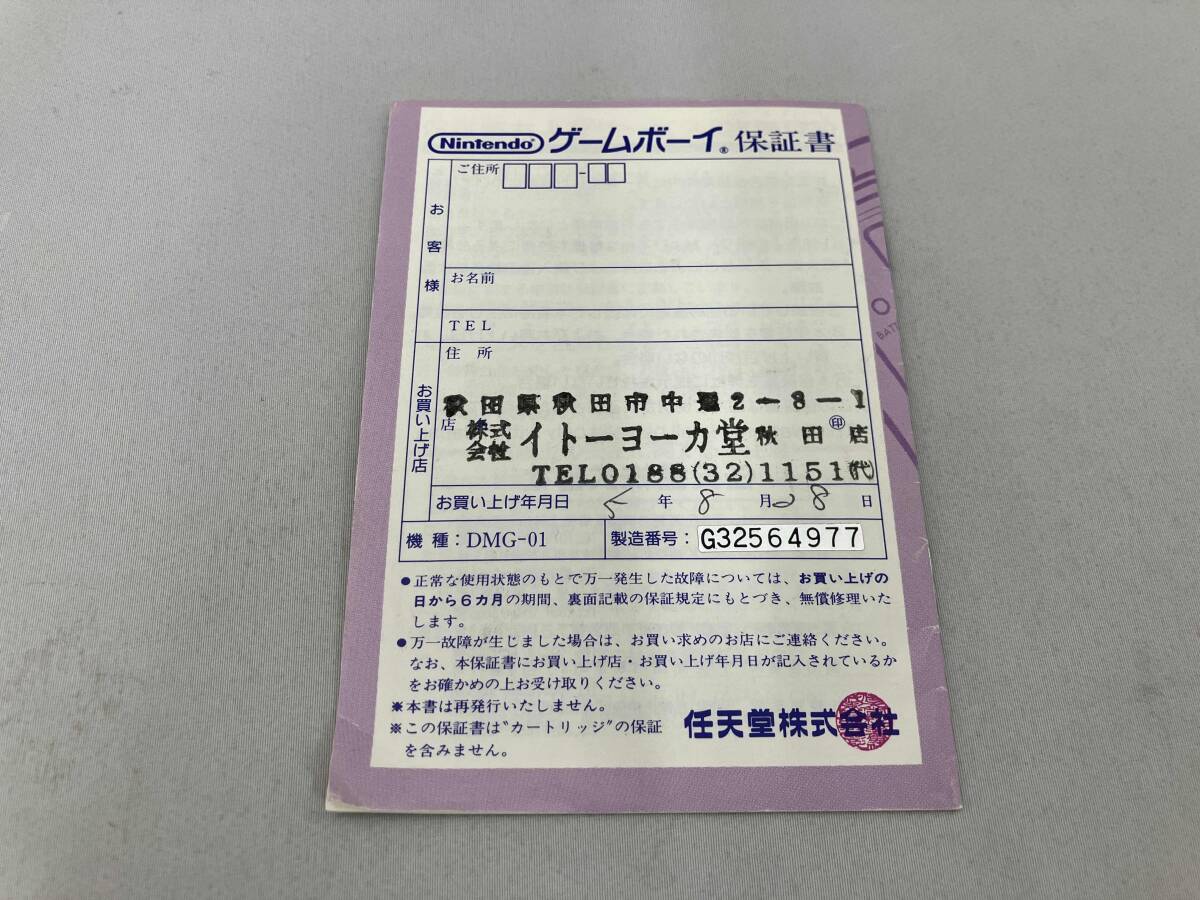 Nintendo® ゲームボーイ® 保証書
お客様
ご住所 □□□-□□
お名前
TEL
お買い上げ店
住所
秋田県秋田市中通2-3-1
店名
株式会社 イトーヨーカ堂 秋田店 ㊞
TEL0188(32)1151(代)
お買い上げ年月日 5年8月28日
機種：DMG-01 製造番号：G32564977
●正常な使用状態のもとで万一発生した故障については、お買い上げの
日から6カ月の期間、裏面記載の保証規定にもとづき、無償修理いた
します。
●万一故障が生じました場合は、お買い求めのお店にご連絡ください。
なお、本保証書にお買い上げ店・お買い上げ年月日が記入されているか
をお確かめの上お受け取りください。
※本書は再発行いたしません。
※この保証書は〝カートリッジ〟の保証
を含みません。
任天堂株式会社
BATT